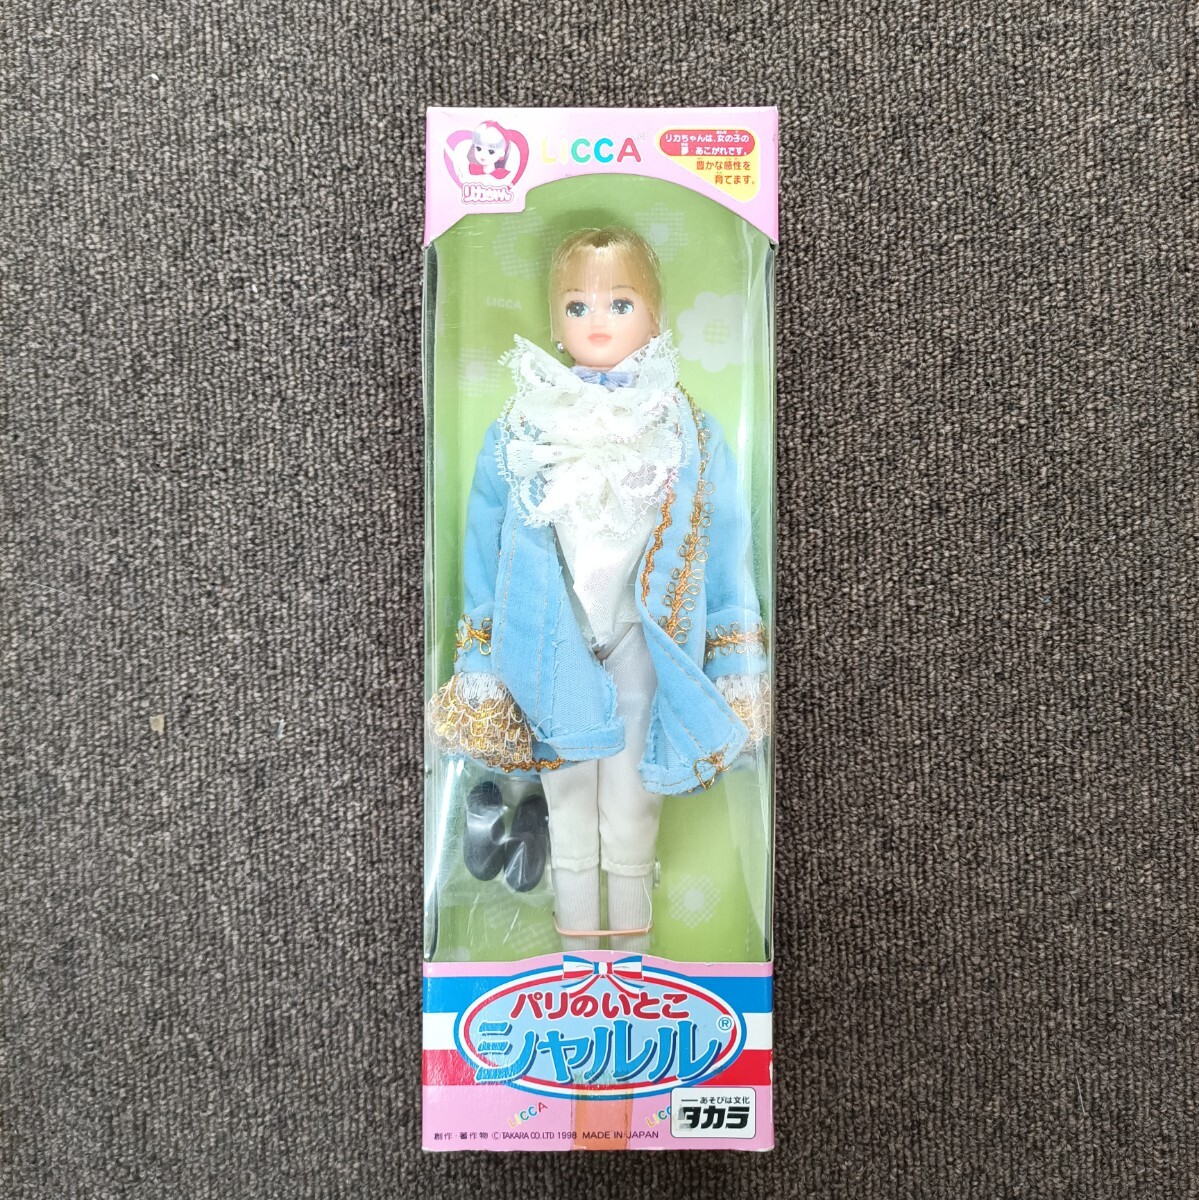 リカちゃん
LICCA
リカちゃんは、女の子の
夢 あこがれです。
豊かな感性を
育てます。
LICCA
パリのいとこ
シャルル®
LICCA
LICC
あそびは文化
タカラ
創作・著作物 ©TAKARA CO.,LTD 1998 MADE IN JAPAN